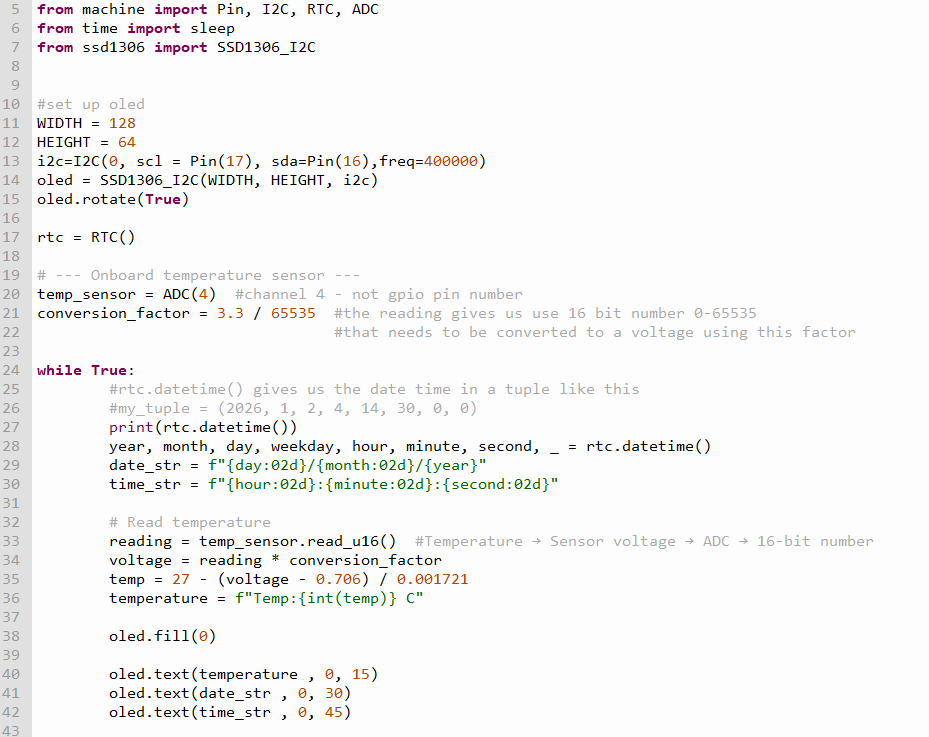 5 from machine import Pin, I2C, RTC, ADC
6 from time import sleep
7 from ssd1306 import SSD1306_I2C
8
9
10 #set up oled
11 WIDTH = 128
12 HEIGHT = 64
13 i2c=I2C(0, scl = Pin(17), sda=Pin(16),freq=400000)
14 oled = SSD1306_I2C(WIDTH, HEIGHT, i2c)
15 oled.rotate(True)
16
17 rtc = RTC()
18
19 # --- Onboard temperature sensor ---
20 temp_sensor = ADC(4)  #channel 4 - not gpio pin number
21 conversion_factor = 3.3 / 65535  #the reading gives us use 16 bit number 0-65535
22                                  #that needs to be converted to a voltage using this factor
23
24 while True:
25         #rtc.datetime() gives us the date time in a tuple like this
26         #my_tuple = (2026, 1, 2, 4, 14, 30, 0, 0)
27         print(rtc.datetime())
28         year, month, day, weekday, hour, minute, second, _ = rtc.datetime()
29         date_str = f"{day:02d}/{month:02d}/{year}"
30         time_str = f"{hour:02d}:{minute:02d}:{second:02d}"
31
32         # Read temperature
33         reading = temp_sensor.read_u16()  #Temperature → Sensor voltage → ADC → 16-bit number
34         voltage = reading * conversion_factor
35         temp = 27 - (voltage - 0.706) / 0.001721
36         temperature = f"Temp:{int(temp)} C"
37
38         oled.fill(0)
39
40         oled.text(temperature , 0, 15)
41         oled.text(date_str , 0, 30)
42         oled.text(time_str , 0, 45)
43